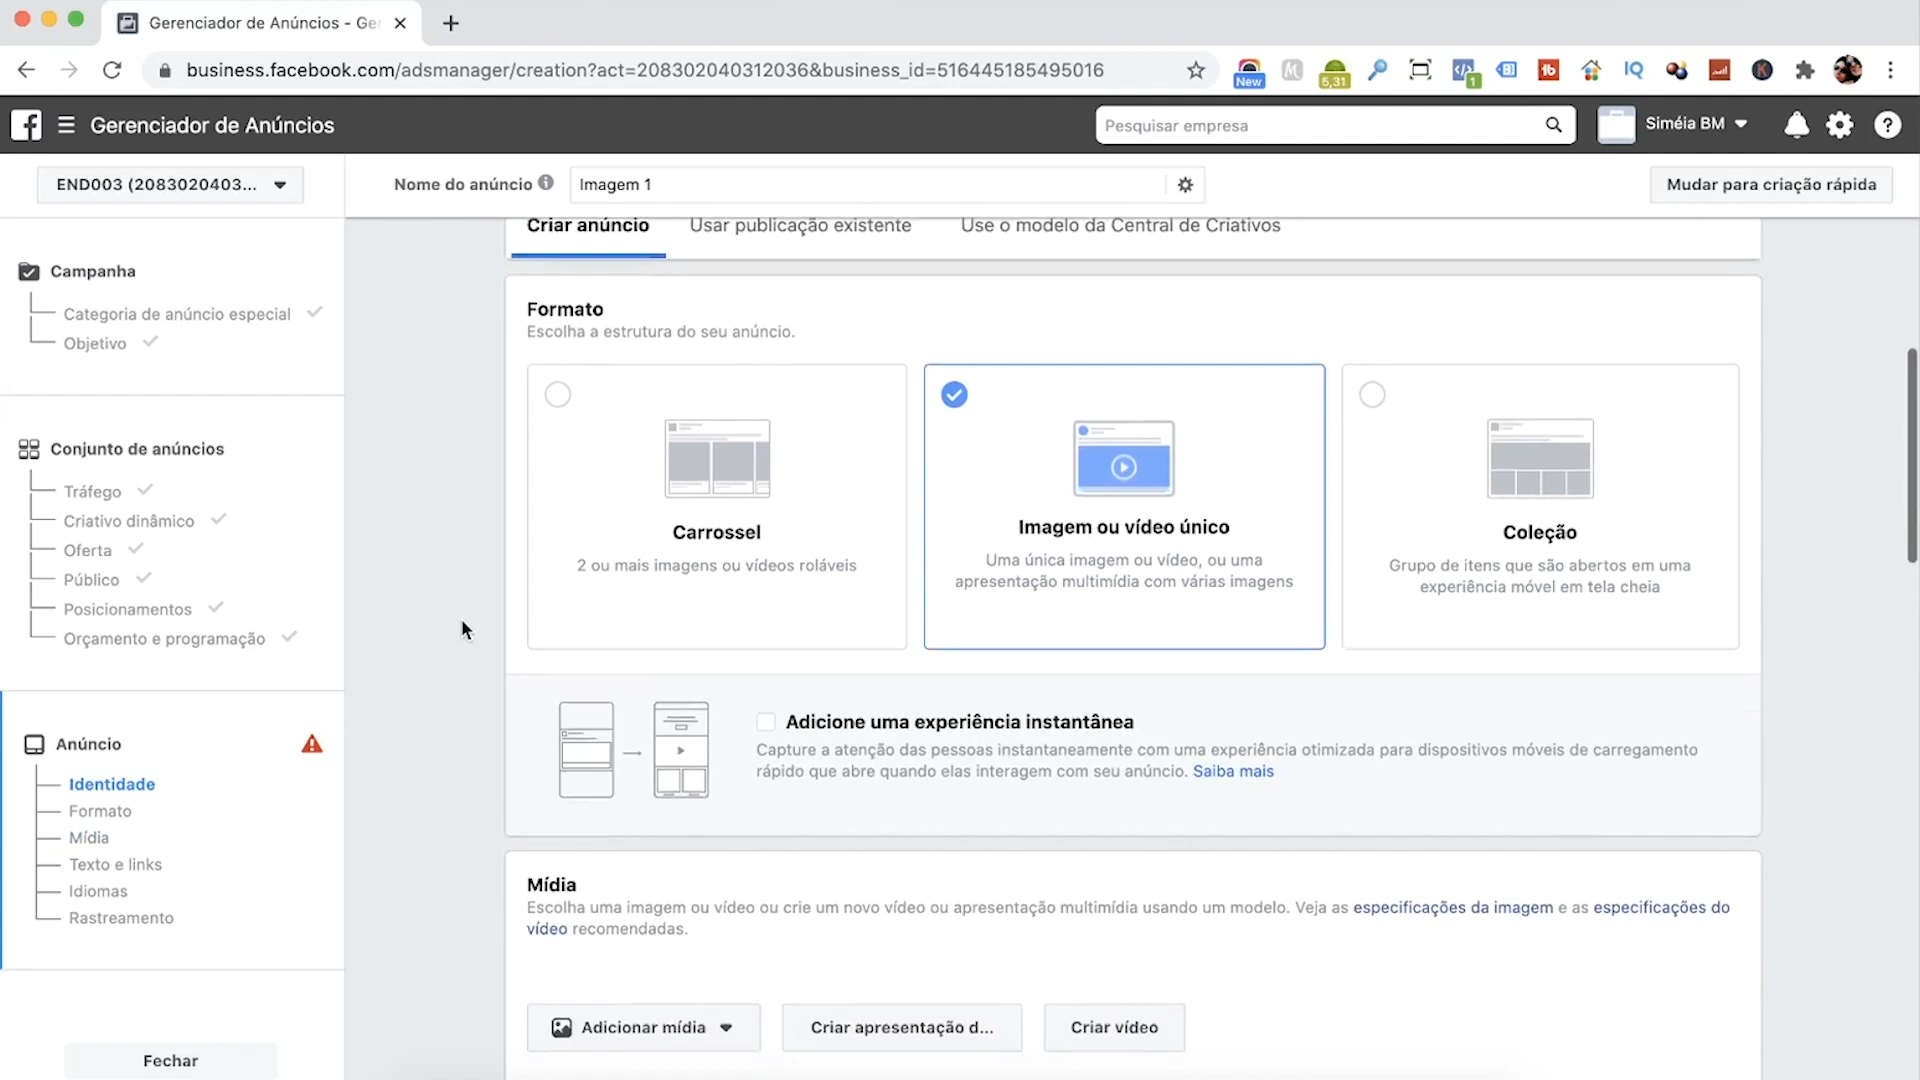 Gerenciador de Anúncios - Ger
business.facebook.com/adsmanager/creation?act=208302040312036&business_id=516445185495016
New
5,31
1
tb
IQ
K
Gerenciador de Anúncios
Pesquisar empresa
Siméia BM
END003 (2083020403...
Nome do anúncio
Imagem 1
Mudar para criação rápida
Criar anúncio
Usar publicação existente
Use o modelo da Central de Criativos
Campanha
Categoria de anúncio especial
Objetivo
Conjunto de anúncios
Tráfego
Criativo dinâmico
Oferta
Público
Posicionamentos
Orçamento e programação
Anúncio
Identidade
Formato
Mídia
Texto e links
Idiomas
Rastreamento
Fechar
Formato
Escolha a estrutura do seu anúncio.
Carrossel
2 ou mais imagens ou vídeos roláveis
Imagem ou vídeo único
Uma única imagem ou vídeo, ou uma
apresentação multimídia com várias imagens
Coleção
Grupo de itens que são abertos em uma
experiência móvel em tela cheia
Adicione uma experiência instantânea
Capture a atenção das pessoas instantaneamente com uma experiência otimizada para dispositivos móveis de carregamento
rápido que abre quando elas interagem com seu anúncio. Saiba mais
Mídia
Escolha uma imagem ou vídeo ou crie um novo vídeo ou apresentação multimídia usando um modelo. Veja as especificações da imagem e as especificações do
vídeo recomendadas.
Adicionar mídia
Criar apresentação d...
Criar vídeo